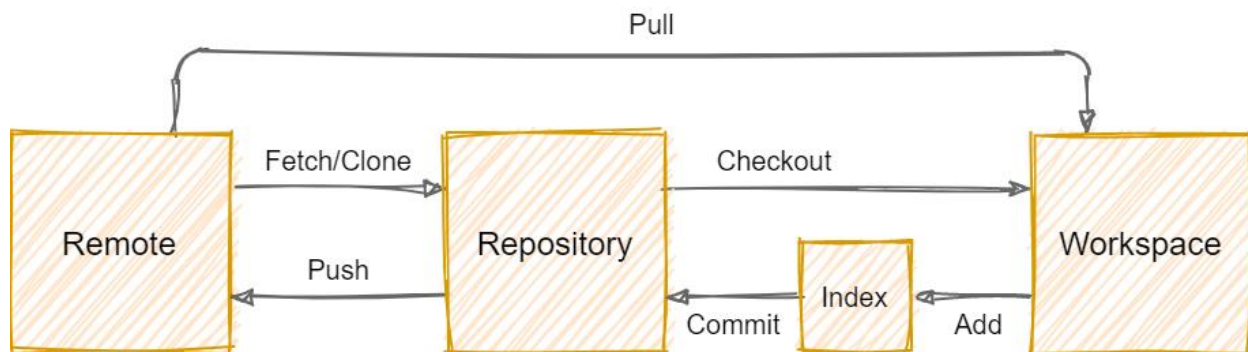 Pull
Fetch/Clone
Checkout
Remote
Repository
Workspace
Push
Index
Commit
Add